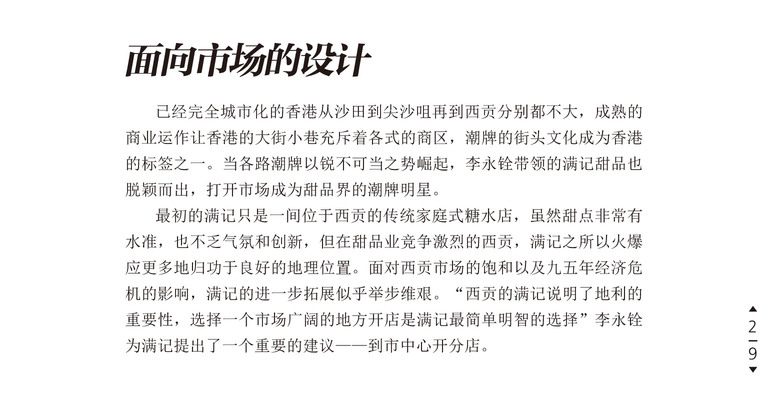 面向市场的设计
已经完全城市化的香港从沙田到尖沙咀再到西贡分别都不大，成熟的
商业运作让香港的大街小巷充斥着各式的商区，潮牌的街头文化成为香港
的标签之一。当各路潮牌以锐不可当之势崛起，李永铨带领的满记甜品也
脱颖而出，打开市场成为甜品界的潮牌明星。
最初的满记只是一间位于西贡的传统家庭式糖水店，虽然甜点非常有
水准，也不乏气氛和创新，但在甜品业竞争激烈的西贡，满记之所以火爆
应更多地归功于良好的地理位置。面对西贡市场的饱和以及九五年经济危
机的影响，满记的进一步拓展似乎举步维艰。“西贡的满记说明了地利的
重要性，选择一个市场广阔的地方开店是满记最简单明智的选择”李永铨
为满记提出了一个重要的建议——到市中心开分店。
2
9